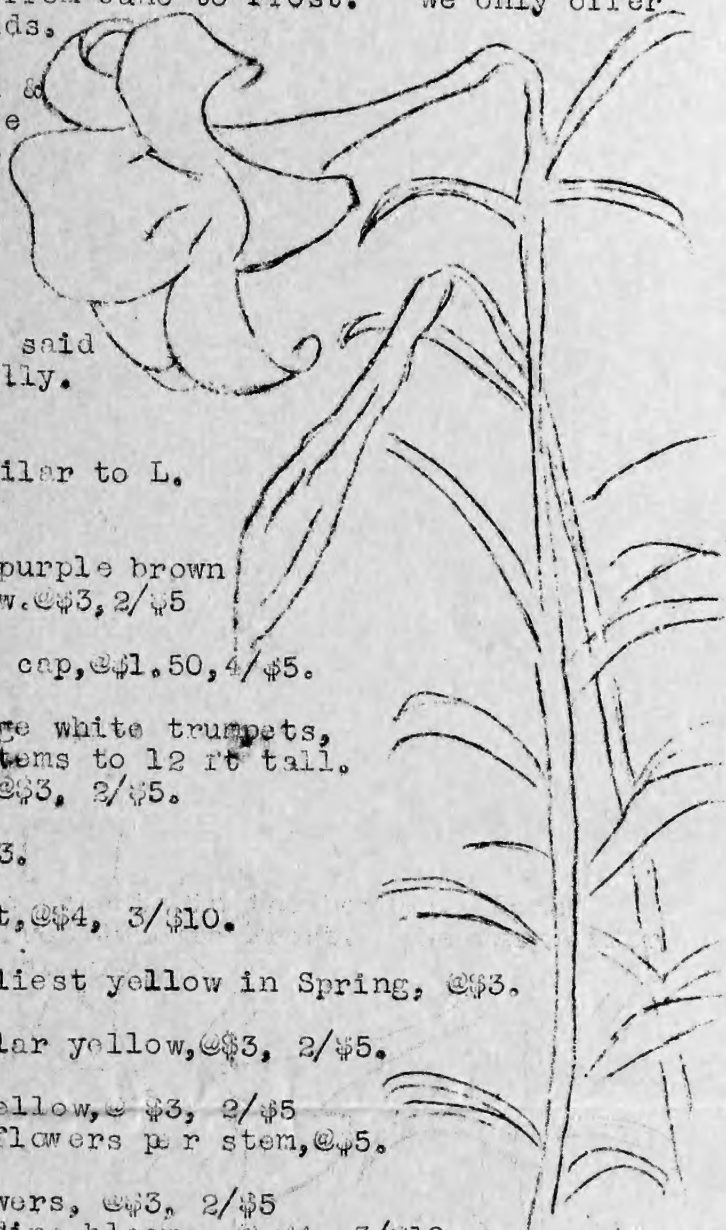 from June to Frost. We only offer
ds.
&
e
said
lly.
ilar to L.
purple brown
w.@$3,2/$5
cap,@$1.50,4/$5.
ge white trumpets,
tems to 12 ft tall.
@$3, 2/$5.
3.
t,@$4, 3/$10.
liest yellow in Spring, @$3.
lar yellow,@$3, 2/$5.
ellow,@ $3, 2/$5
flowers per stem,@$5.
wers, @$3, 2/$5